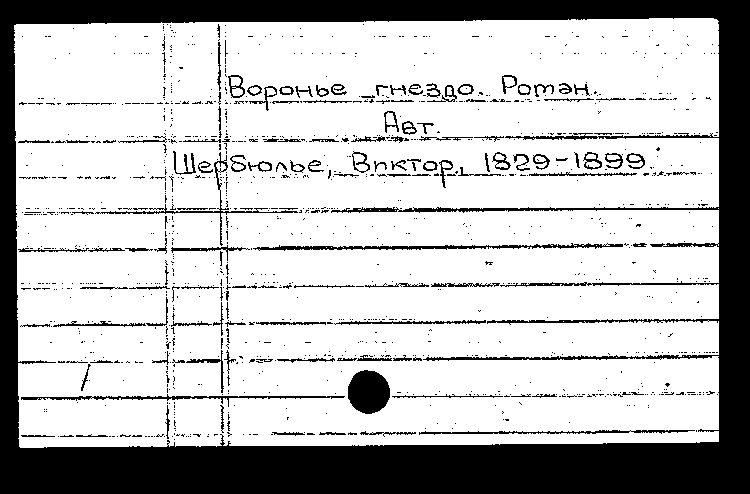 Воронье гнездо. Роман.
Авт.
Шербюлье, Виктор, 1829-1899.